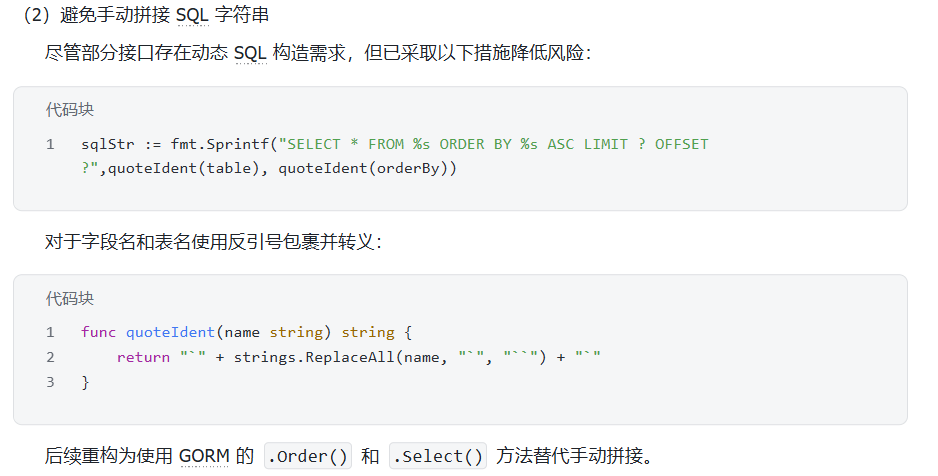 （2）避免手动拼接 SQL 字符串
尽管部分接口存在动态 SQL 构造需求，但已采取以下措施降低风险：
代码块
1 sqlStr := fmt.Sprintf("SELECT * FROM %s ORDER BY %s ASC LIMIT ? OFFSET
?",quoteIdent(table), quoteIdent(orderBy))
对于字段名和表名使用反引号包裹并转义：
代码块
1 func quoteIdent(name string) string {
2     return "`" + strings.ReplaceAll(name, "`", "``") + "`"
3 }
后续重构为使用 GORM 的 .Order() 和 .Select() 方法替代手动拼接。